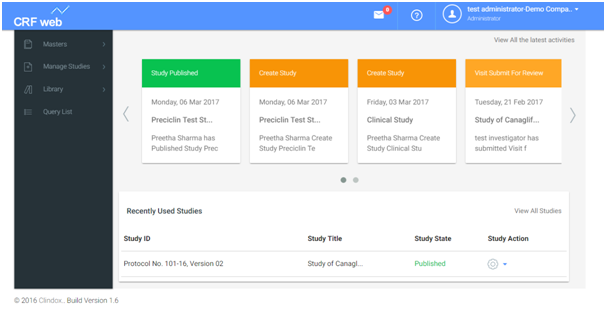 CRF web
8
test administrator-Demo Compa..
Administrator
Masters
Manage Studies
Library
Query List
View All the latest activities
Study Published
Monday, 06 Mar 2017
Preciclin Test St...
Preetha Sharma has
Published Study Prec
Create Study
Monday, 06 Mar 2017
Preciclin Test St...
Preetha Sharma Create
Study Preciclin Te
Create Study
Friday, 03 Mar 2017
Clinical Study
Preetha Sharma Create
Study Clinical Stu
Visit Submit For Review
Tuesday, 21 Feb 2017
Study of Canaglif...
test investigator has
submitted Visit f
Recently Used Studies
View All Studies
Study ID Study Title Study State Study Action
Protocol No. 101-16, Version 02 Study of Canagl... Published
© 2016 Clindox.. Build Version 1.6